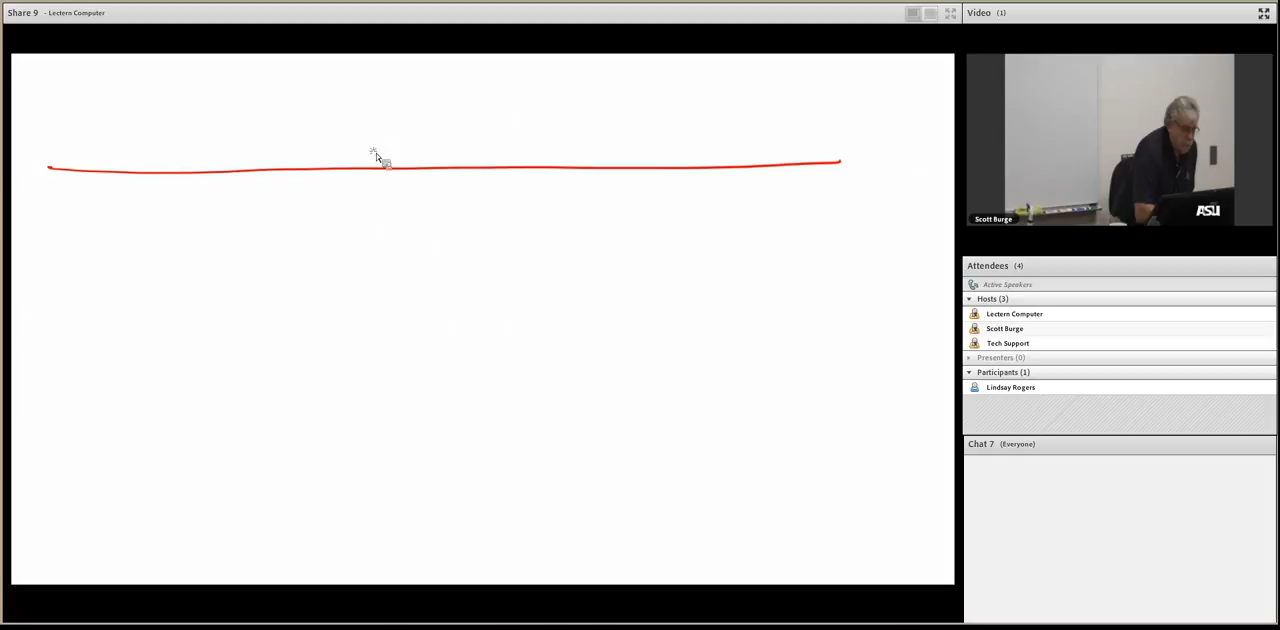 Share 9 - Lectern Computer
Video (1)
ASU
Scott Burge
Attendees (4)
Active Speakers
Hosts (3)
Lectern Computer
Scott Burge
Tech Support
Presenters (0)
Participants (1)
Lindsay Rogers
Chat 7 (Everyone)